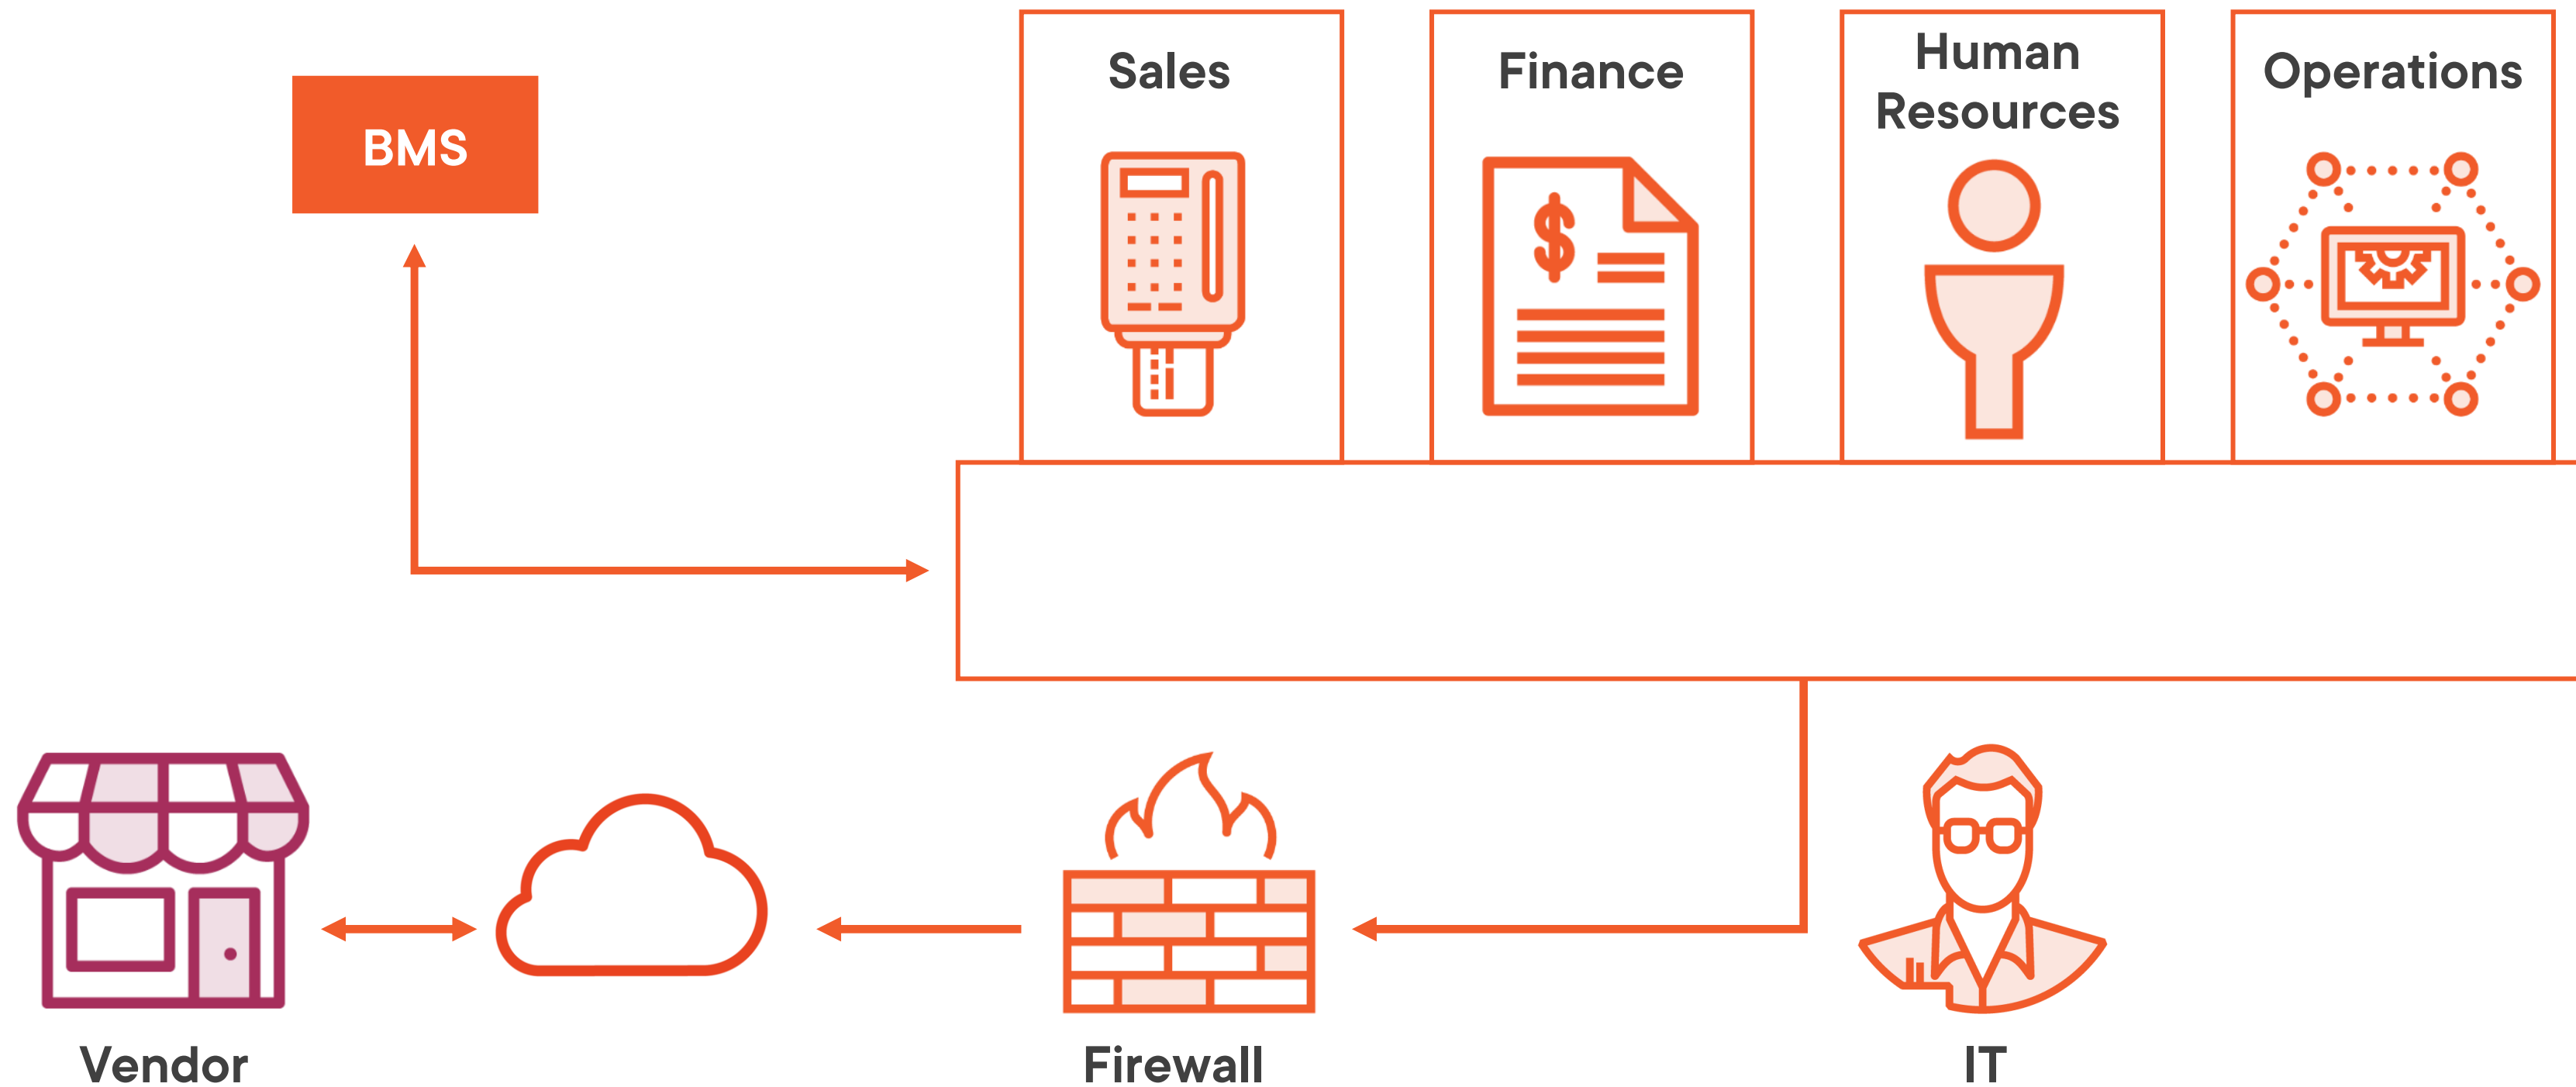 BMS
Sales
Finance
Human
Resources
Operations
Vendor
Firewall
IT